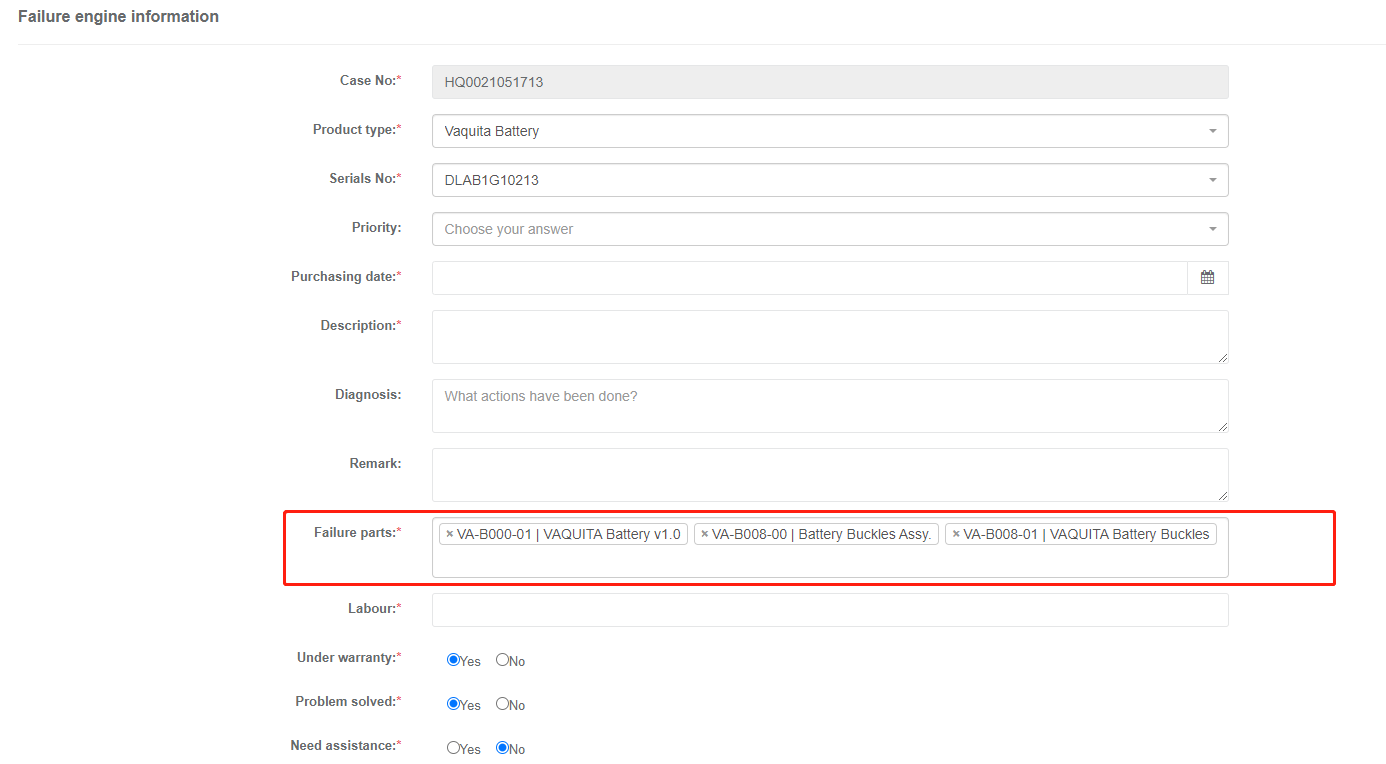 Failure engine information
Case No:* HQ0021051713
Product type:* Vaquita Battery
Serials No:* DLAB1G10213
Priority: Choose your answer
Purchasing date:*
Description:*
Diagnosis: What actions have been done?
Remark:
Failure parts:* × VA-B000-01 | VAQUITA Battery v1.0 × VA-B008-00 | Battery Buckles Assy. × VA-B008-01 | VAQUITA Battery Buckles
Labour:*
Under warranty:* Yes No
Problem solved:* Yes No
Need assistance:* Yes No